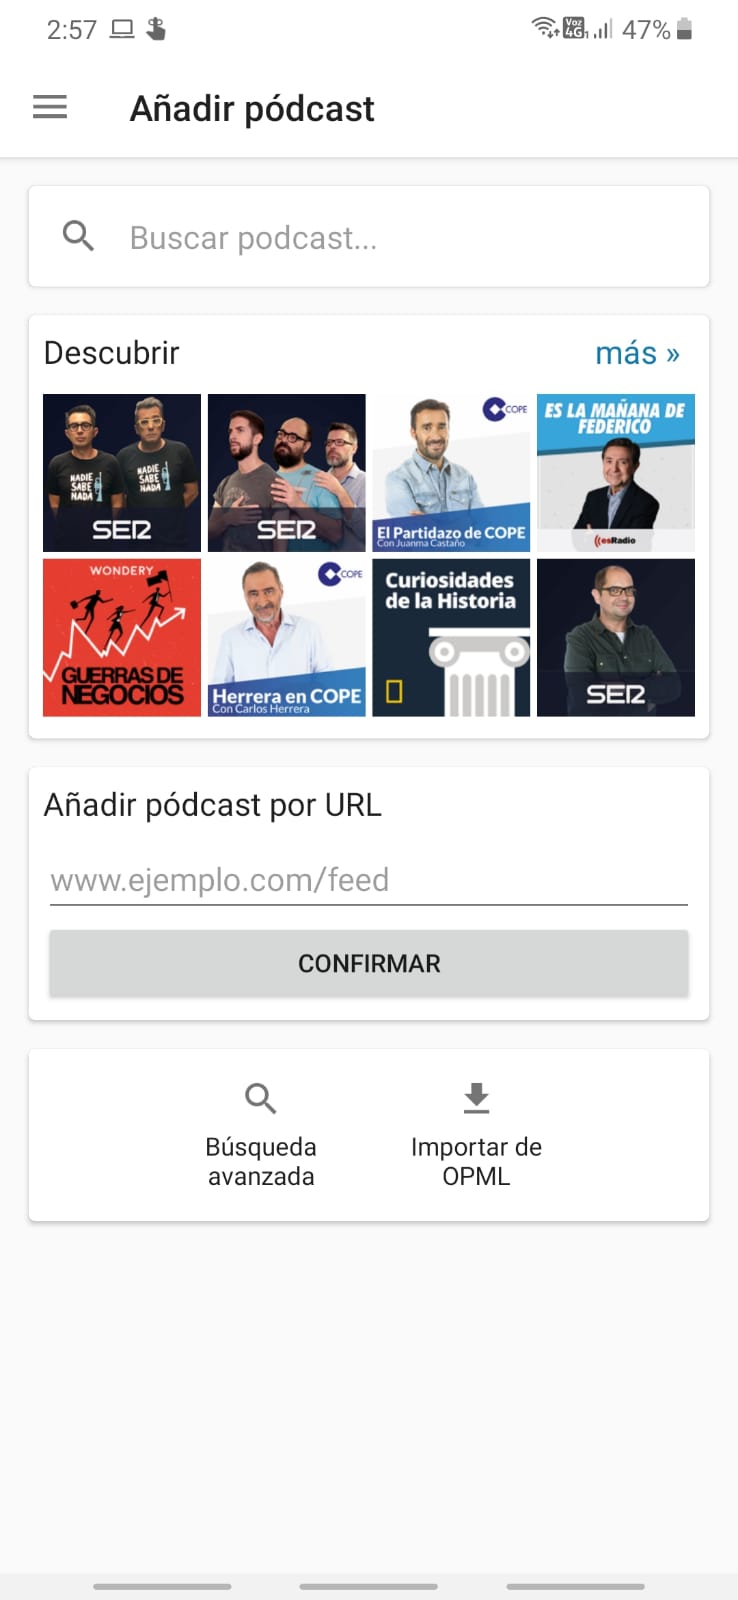 2:57
Voz
4G 1
47%
Añadir pódcast
Buscar podcast...
Descubrir
más »
NADIE
SABE
NADA
NADIE
SABE
NADA
SER
SER
COPE
El Partidazo de COPE
Con Juanma Castaño
ES LA MAÑANA DE
FEDERICO
esRadio
WONDERY
GUERRAS DE
NEGOCIOS
COPE
Herrera en COPE
Con Carlos Herrera
Curiosidades
de la Historia
SER
Añadir pódcast por URL
www.ejemplo.com/feed
CONFIRMAR
Búsqueda
avanzada
Importar de
OPML